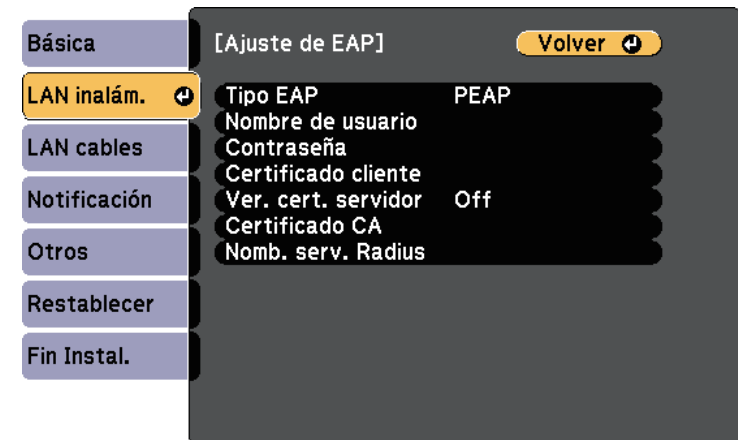 Básica
LAN inalám.
LAN cables
Notificación
Otros
Restablecer
Fin Instal.
[Ajuste de EAP] Volver
Tipo EAP PEAP
Nombre de usuario
Contraseña
Certificado cliente
Ver. cert. servidor Off
Certificado CA
Nomb. serv. Radius